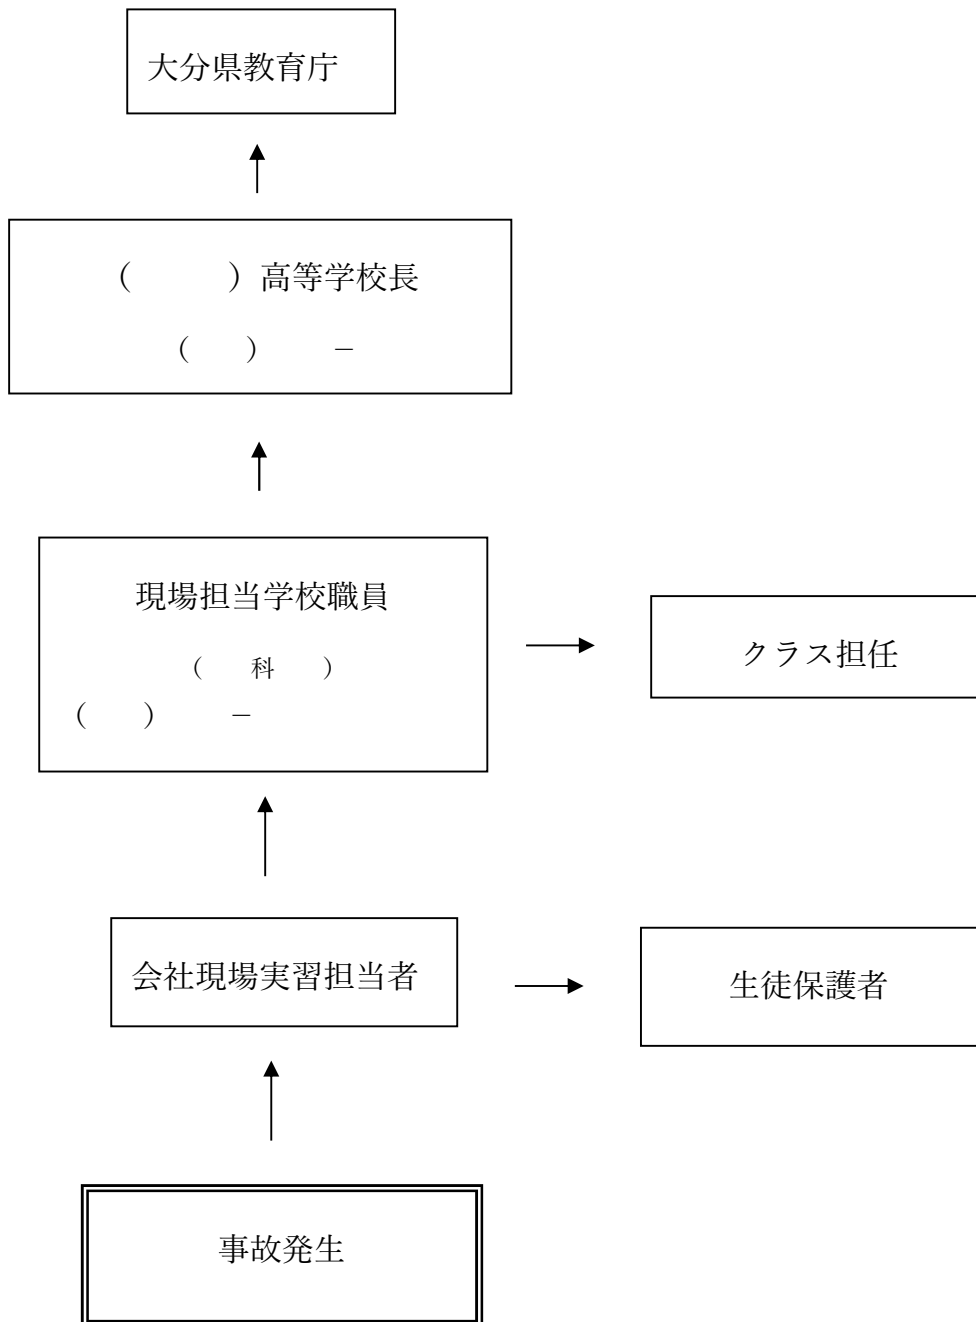 大分県教育庁
（　　　）高等学校長
（　　）　　－
現場担当学校職員
（　　科　　）
（　　）　　－
クラス担任
会社現場実習担当者
生徒保護者
事故発生